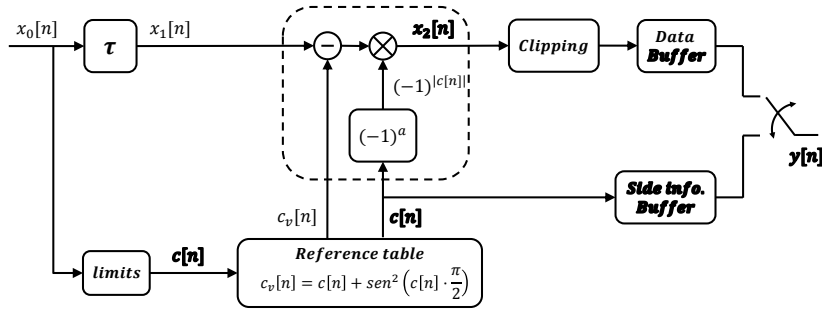 x₀[n]
τ
x₁[n]
−
×
x₂[n]
Clipping
Data
Buffer
(−1)^|c[n]|
(−1)^a
y[n]
Side info.
Buffer
c_v[n]
c[n]
limits
c[n]
Reference table
c_v[n] = c[n] + sen²(c[n] · π/2)